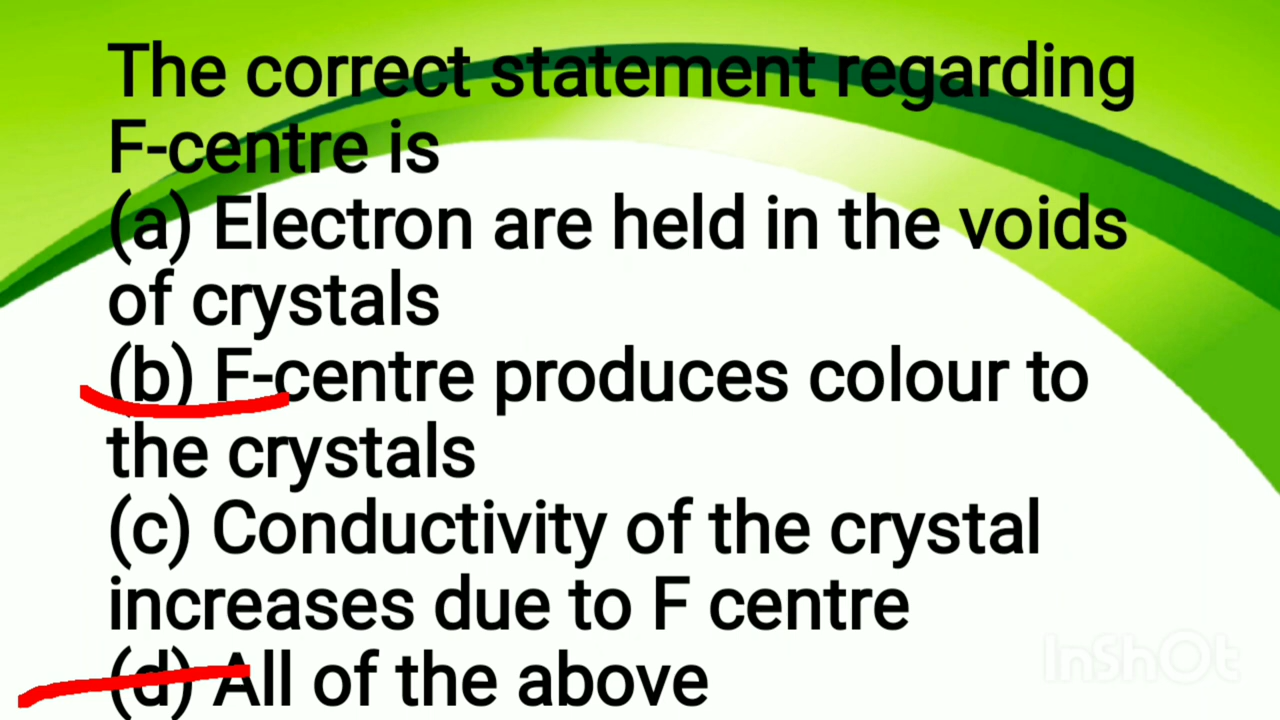 The correct statement regarding
F-centre is
(a) Electron are held in the voids
of crystals
(b) F-centre produces colour to
the crystals
(c) Conductivity of the crystal
increases due to F centre
(d) All of the above
InShOt